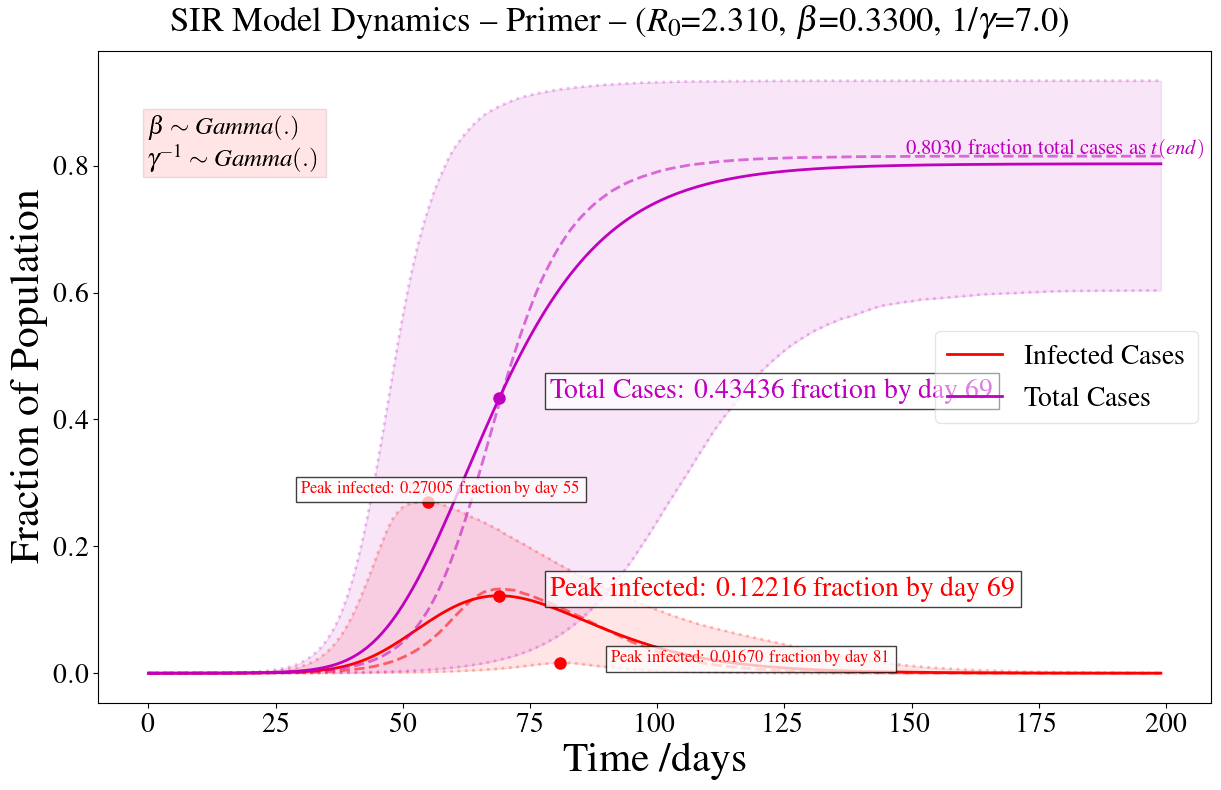 SIR Model Dynamics – Primer – (R₀=2.310, β=0.3300, 1/γ=7.0)
β ∼ Gamma(.)
γ⁻¹ ∼ Gamma(.)
0.8030 fraction total cases as t(end)
Infected Cases
Total Cases
Total Cases: 0.43436 fraction by day 69
Peak infected: 0.27005 fraction by day 55
Peak infected: 0.12216 fraction by day 69
Peak infected: 0.01670 fraction by day 81
Fraction of Population
0.8
0.6
0.4
0.2
0.0
0 25 50 75 100 125 150 175 200
Time /days